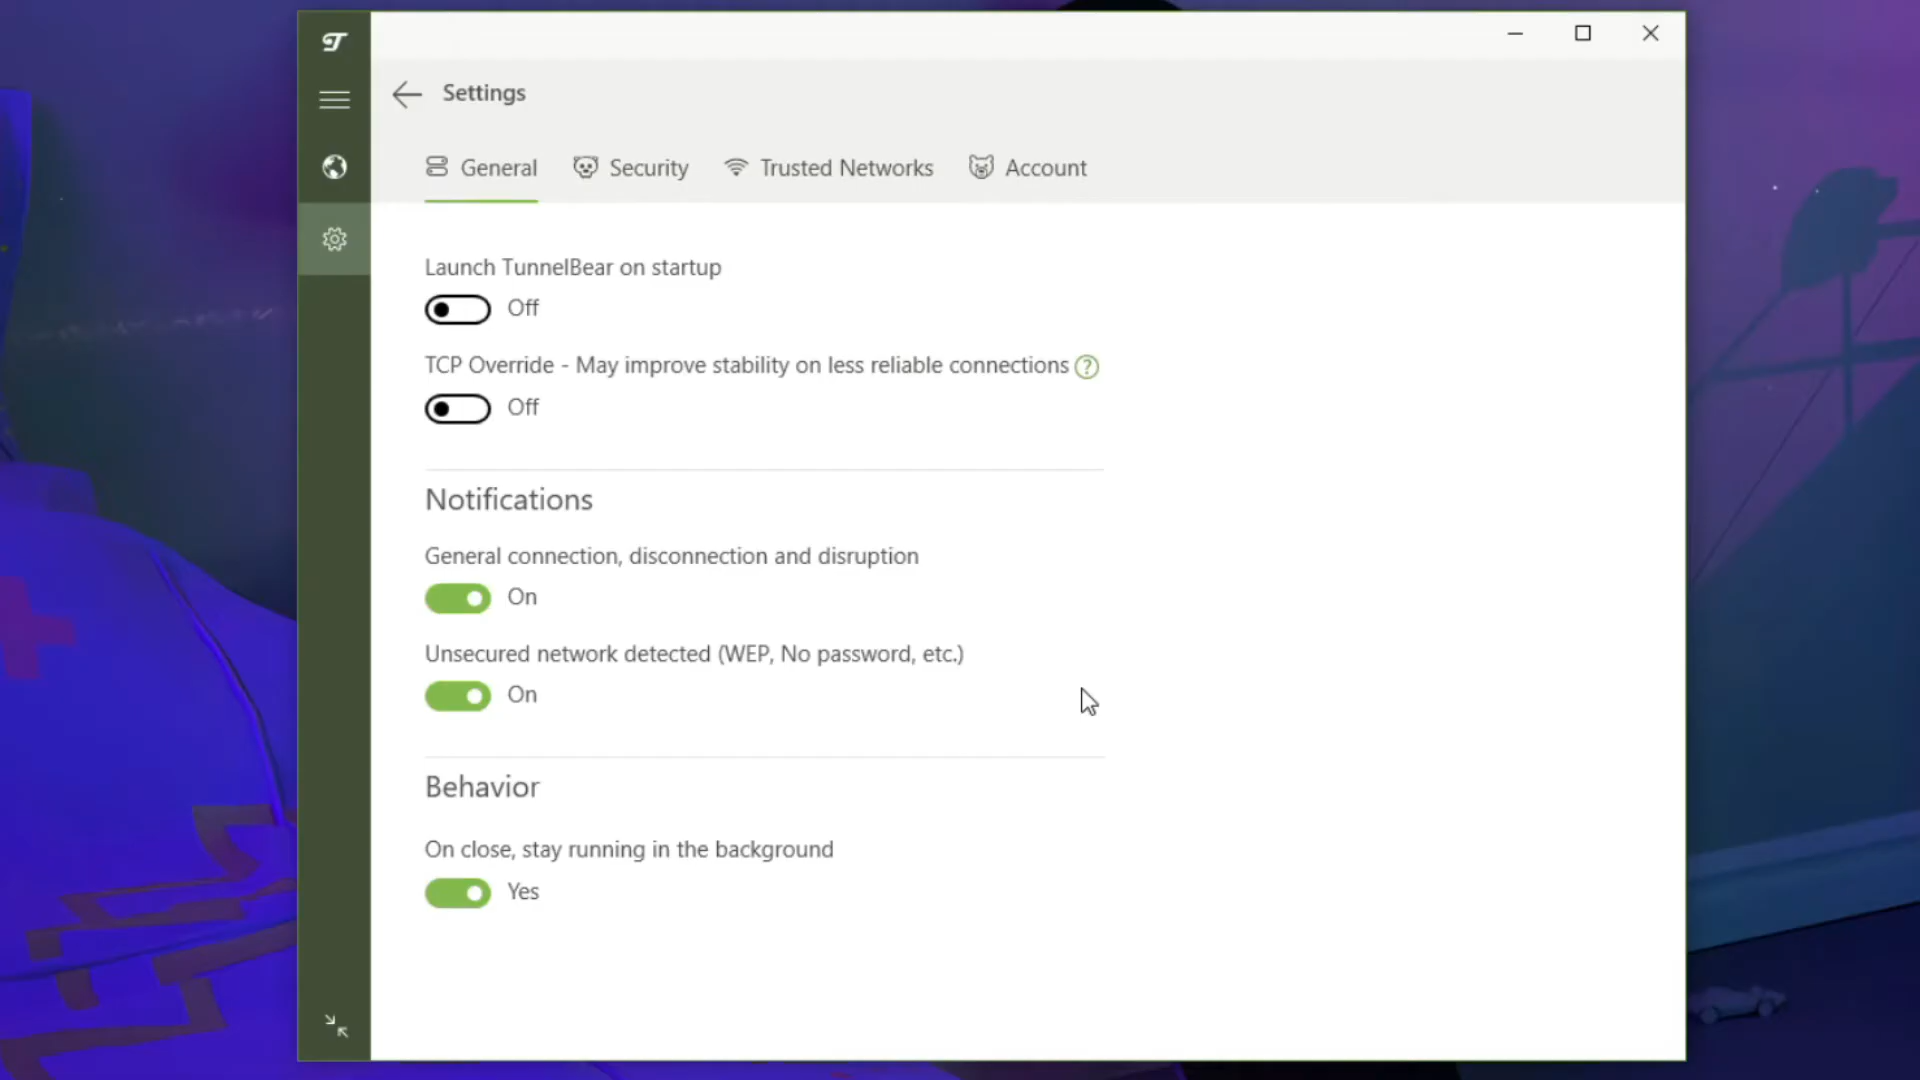 Settings
General
Security
Trusted Networks
Account
Launch TunnelBear on startup
Off
TCP Override - May improve stability on less reliable connections ?
Off
Notifications
General connection, disconnection and disruption
On
Unsecured network detected (WEP, No password, etc.)
On
Behavior
On close, stay running in the background
Yes